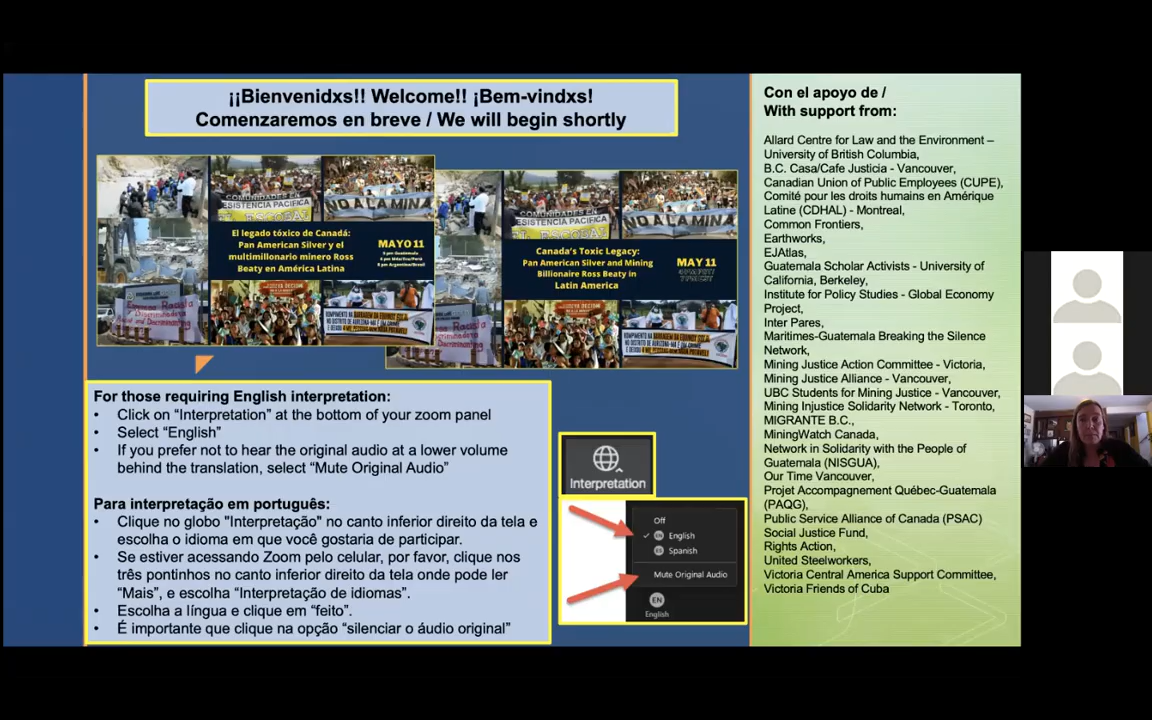 ¡¡Bienvenidxs!! Welcome!! ¡Bem-vindxs!
Comenzaremos en breve / We will begin shortly
COMUNIDADES EN
RESISTENCIA PACIFICA
EL ESCOBAL
NO A LA MINA
El legado tóxico de Canadá:
Pan American Silver y el
multimillonario minero Ross
Beaty en América Latina
MAYO 11
Canada's Toxic Legacy:
Pan American Silver and Mining
Billionaire Ross Beaty in
Latin America
MAY 11
For those requiring English interpretation:
• Click on “Interpretation” at the bottom of your zoom panel
• Select “English”
• If you prefer not to hear the original audio at a lower volume
behind the translation, select “Mute Original Audio”
Para interpretação em português:
• Clique no globo "Interpretação" no canto inferior direito da tela e
escolha o idioma em que você gostaria de participar.
• Se estiver acessando Zoom pelo celular, por favor, clique nos
três pontinhos no canto inferior direito da tela onde pode ler
“Mais”, e escolha “Interpretação de idiomas”.
• Escolha a língua e clique em “feito”.
• É importante que clique na opção “silenciar o áudio original”
Interpretation
Off
EN English
ES Spanish
Mute Original Audio
EN
English
Con el apoyo de /
With support from:
Allard Centre for Law and the Environment –
University of British Columbia,
B.C. Casa/Cafe Justicia - Vancouver,
Canadian Union of Public Employees (CUPE),
Comité pour les droits humains en Amérique
Latine (CDHAL) - Montreal,
Common Frontiers,
Earthworks,
EJAtlas,
Guatemala Scholar Activists - University of
California, Berkeley,
Institute for Policy Studies - Global Economy
Project,
Inter Pares,
Maritimes-Guatemala Breaking the Silence
Network,
Mining Justice Action Committee - Victoria,
Mining Justice Alliance - Vancouver,
UBC Students for Mining Justice - Vancouver,
Mining Injustice Solidarity Network - Toronto,
MIGRANTE B.C.,
MiningWatch Canada,
Network in Solidarity with the People of
Guatemala (NISGUA),
Our Time Vancouver,
Projet Accompagnement Québec-Guatemala
(PAQG),
Public Service Alliance of Canada (PSAC)
Social Justice Fund,
Rights Action,
United Steelworkers,
Victoria Central America Support Committee,
Victoria Friends of Cuba